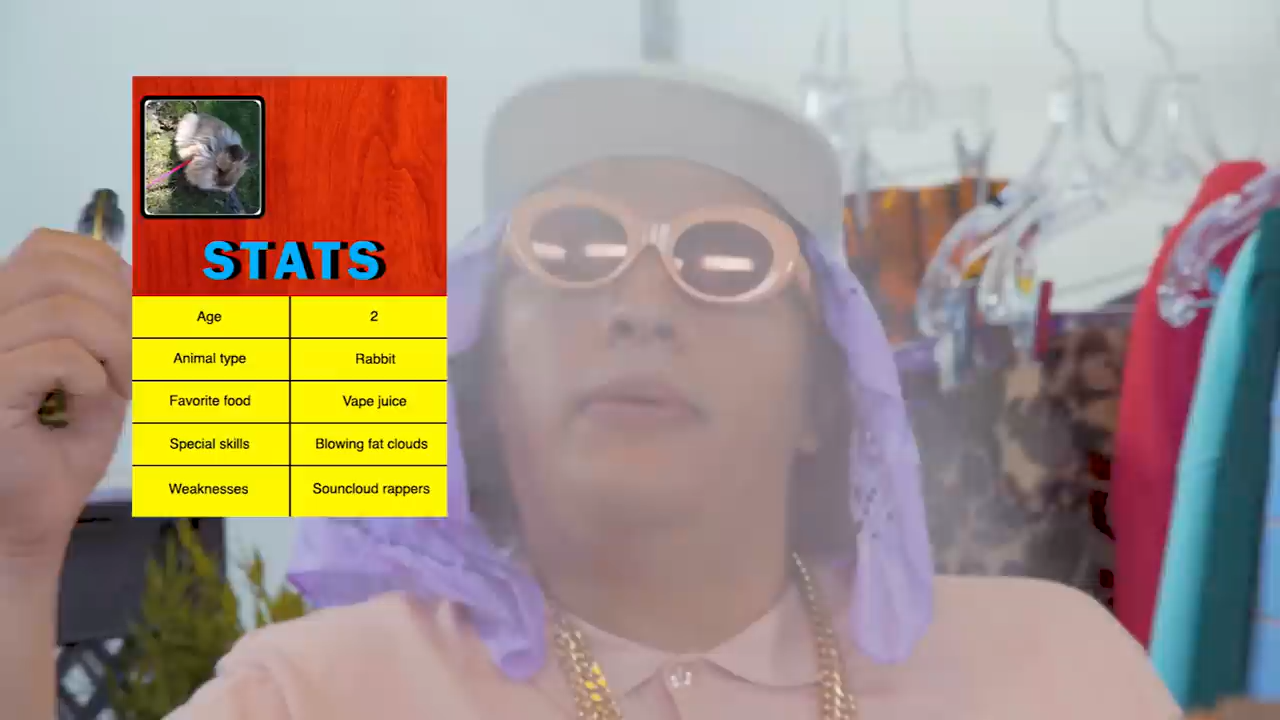 STATS
Age 2
Animal type Rabbit
Favorite food Vape juice
Special skills Blowing fat clouds
Weaknesses Souncloud rappers